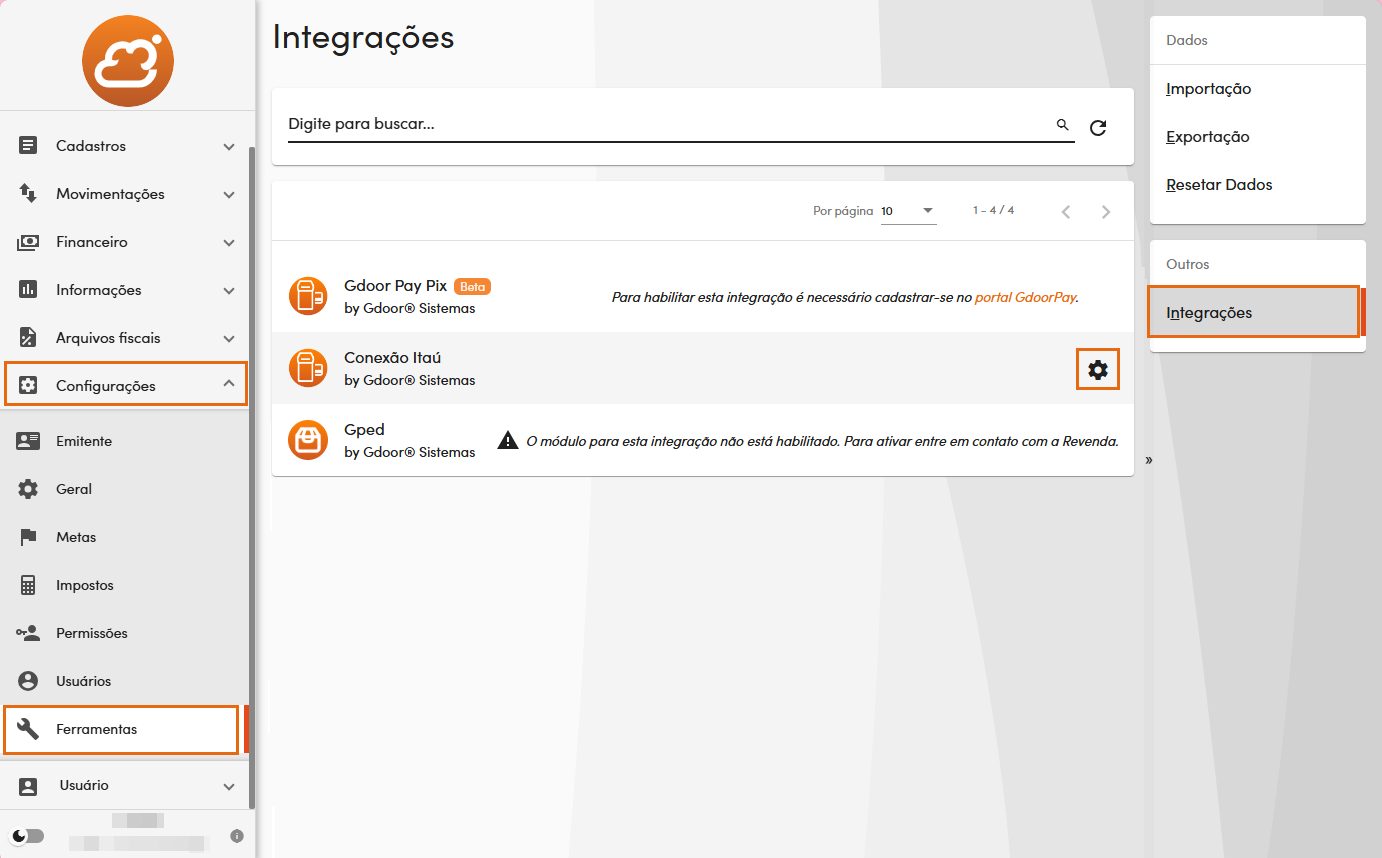 Cadastros
Movimentações
Financeiro
Informações
Arquivos fiscais
Configurações
Emitente
Geral
Metas
Impostos
Permissões
Usuários
Ferramentas
Usuário
Integrações
Digite para buscar...
Por página 10 1 - 4 / 4
Gdoor Pay Pix Beta
by Gdoor® Sistemas
Para habilitar esta integração é necessário cadastrar-se no portal GdoorPay.
Conexão Itaú
by Gdoor® Sistemas
Gped
by Gdoor® Sistemas
O módulo para esta integração não está habilitado. Para ativar entre em contato com a Revenda.
»
Dados
Importação
Exportação
Resetar Dados
Outros
Integrações